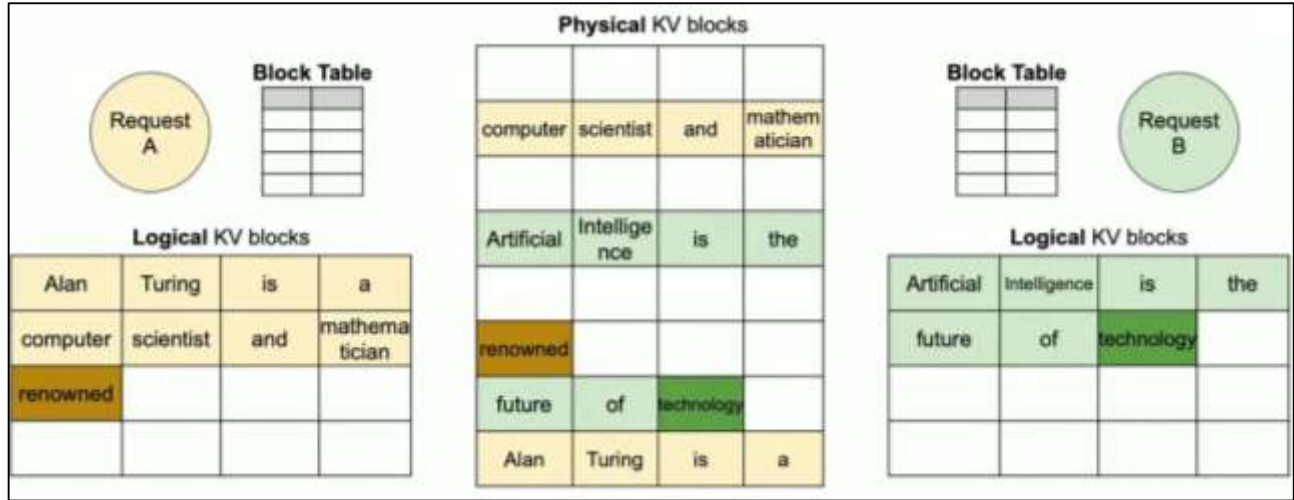 Physical KV blocks
Block Table
Block Table
Request
A
Request
B
computer scientist and mathem
atician
Artificial Intellige
nce is the
renowned
future of technology
Alan Turing is a
Logical KV blocks
Alan Turing is a
computer scientist and mathema
tician
renowned
Logical KV blocks
Artificial Intelligence is the
future of technology